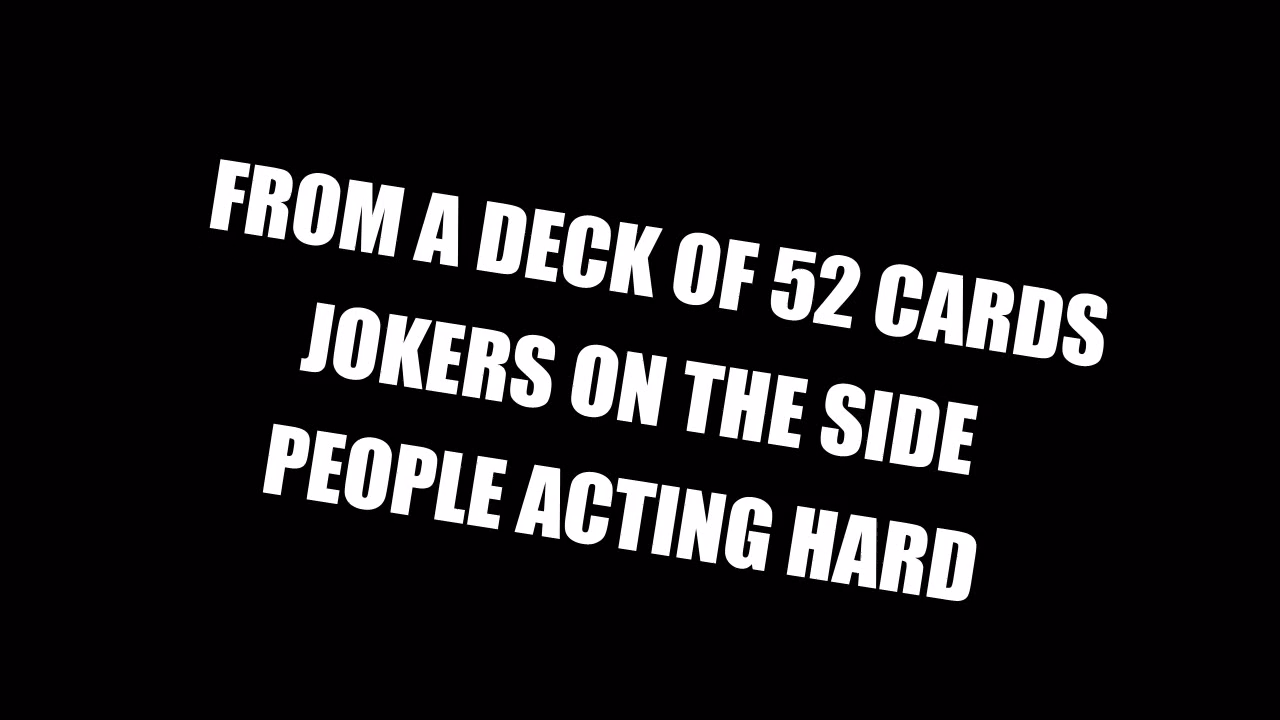 FROM A DECK OF 52 CARDS
JOKERS ON THE SIDE
PEOPLE ACTING HARD